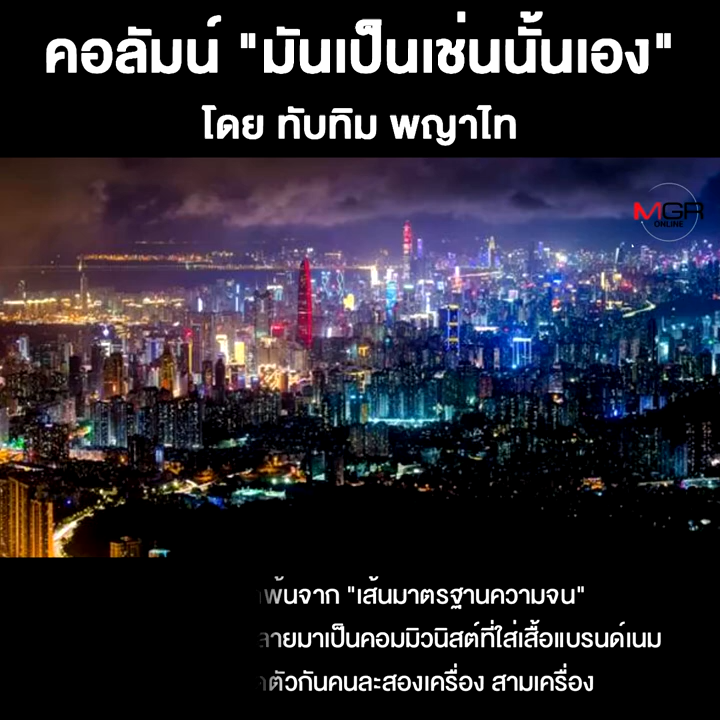 คอลัมน์ "มันเป็นเช่นนั้นเอง"
โดย ทับทิม พญาไท
MGR
ONLINE
พ้นจาก "เส้นมาตรฐานความจน"
ลายมาเป็นคอมมิวนิสต์ที่ใส่เสื้อแบรนด์เนม
ตัวกันคนละสองเครื่อง สามเครื่อง